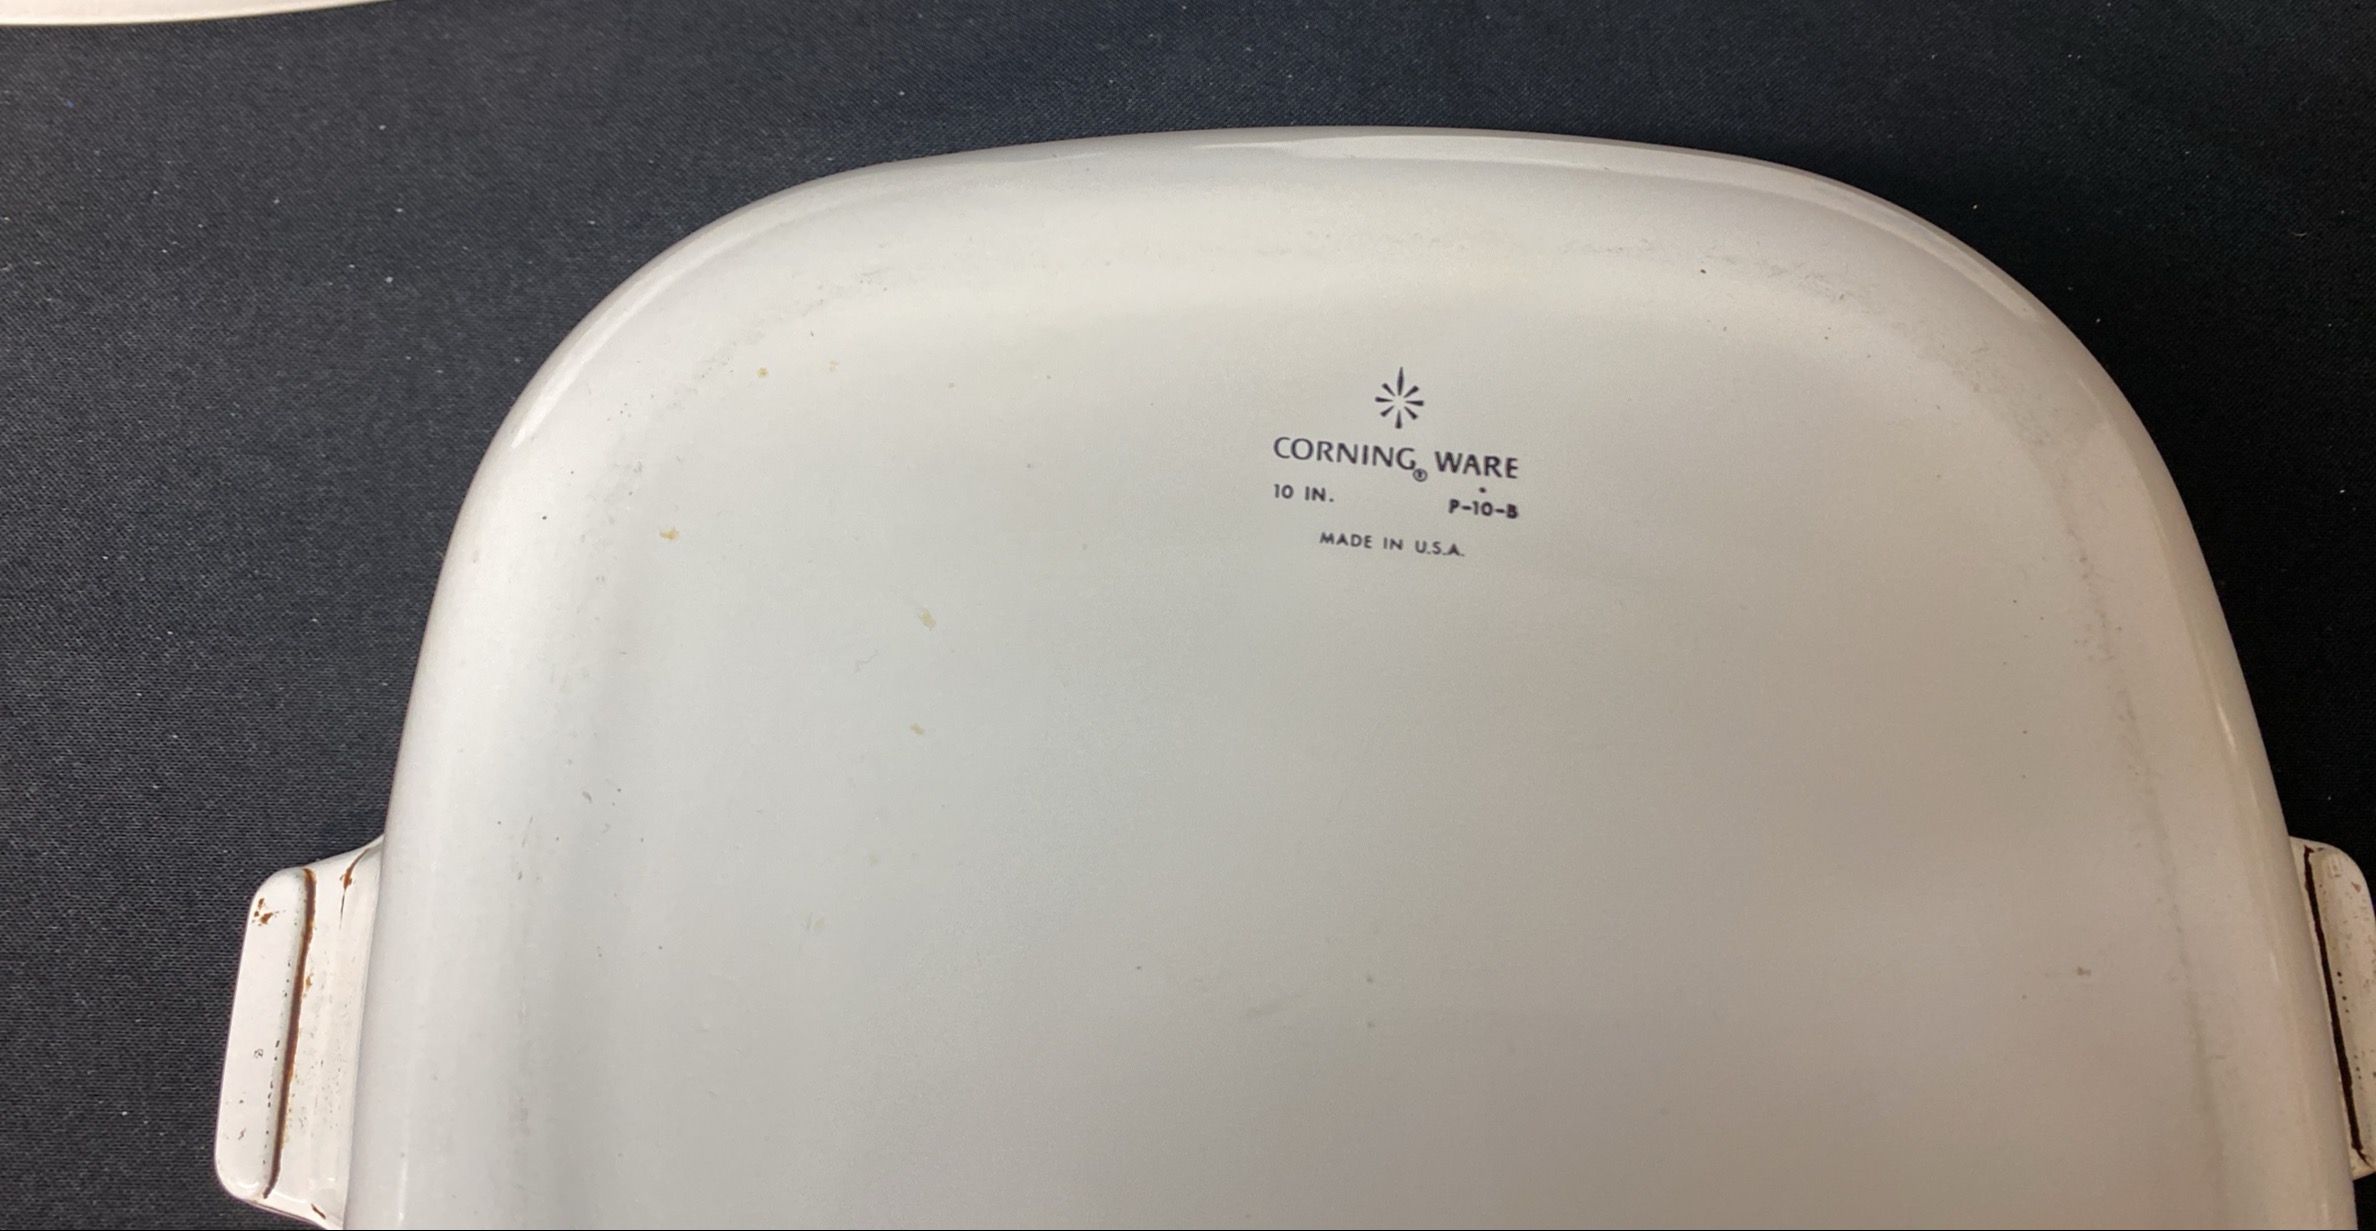 CORNING® WARE
10 IN. P-10-B
MADE IN U.S.A.